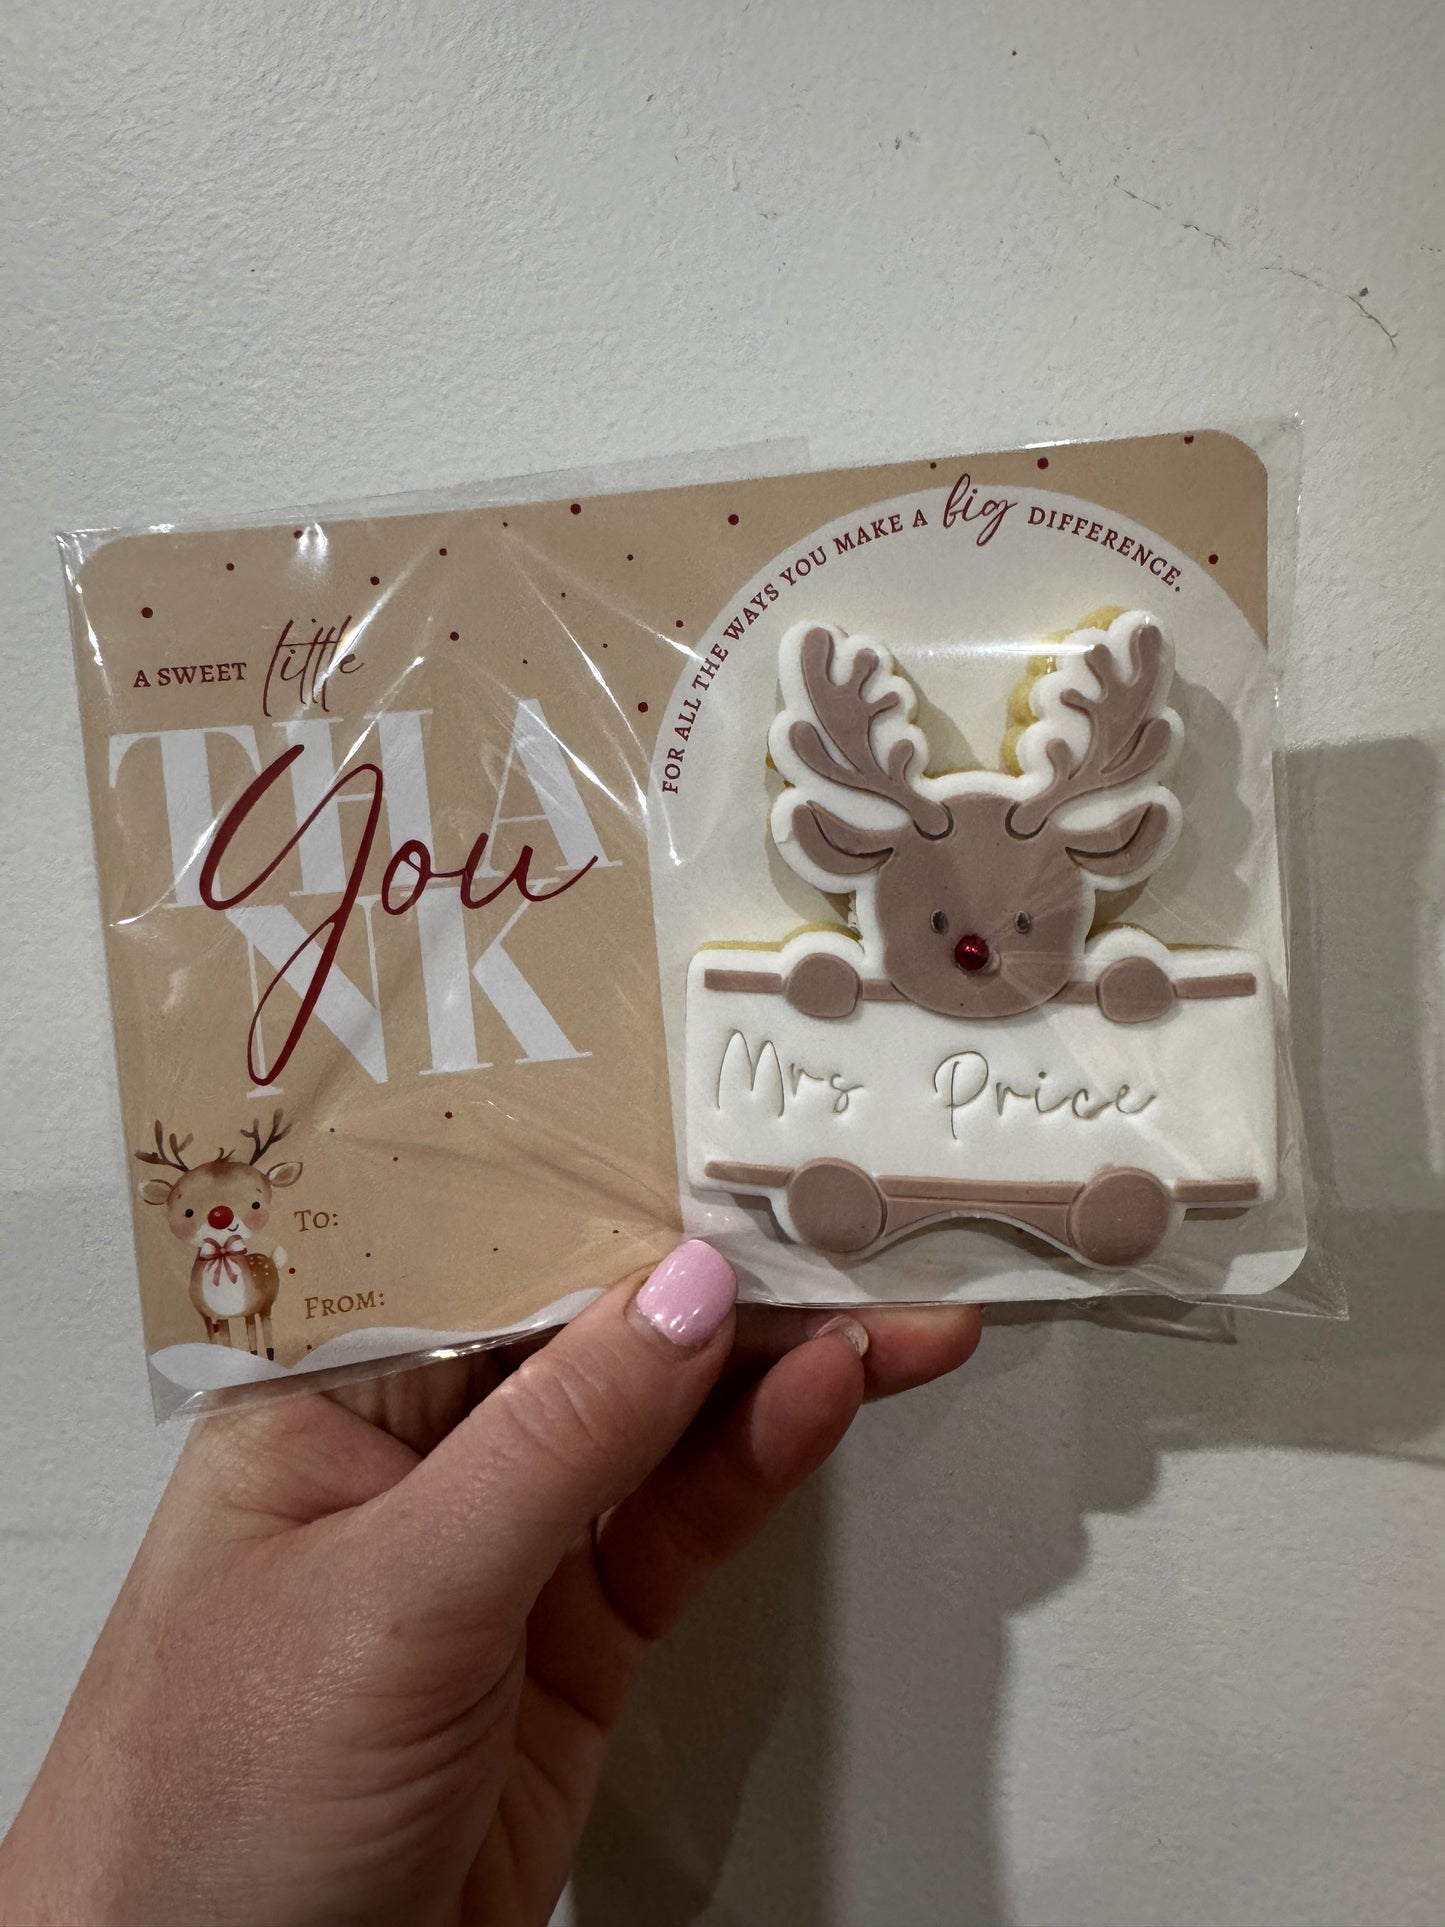 A SWEET little
THA
you
NK
TO:
FROM:
FOR ALL THE WAYS YOU MAKE A big DIFFERENCE.
Mrs Price